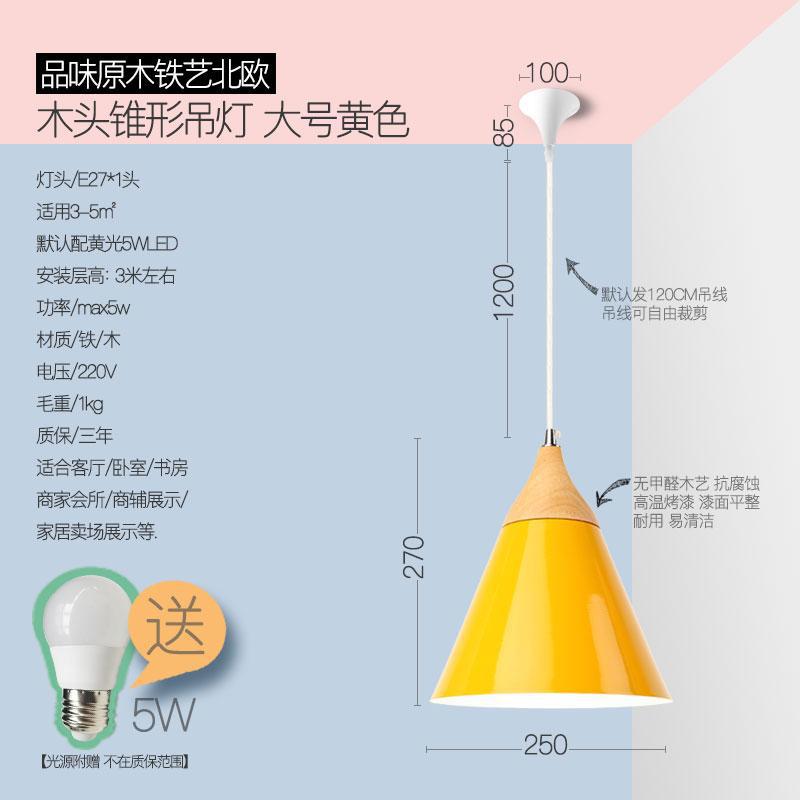 品味原木铁艺北欧
木头锥形吊灯 大号黄色
灯头/E27*1头
适用3-5㎡
默认配黄光5WLED
安装层高：3米左右
功率/max5w
材质/铁/木
电压/220V
毛重/1kg
质保/三年
适合客厅/卧室/书房
商家会所/商辅展示/
家居卖场展示等.
送
5W
【光源附赠 不在质保范围】
100
85
1200
默认发120CM吊线
吊线可自由裁剪
无甲醛木艺 抗腐蚀
高温烤漆 漆面平整
耐用 易清洁
270
250